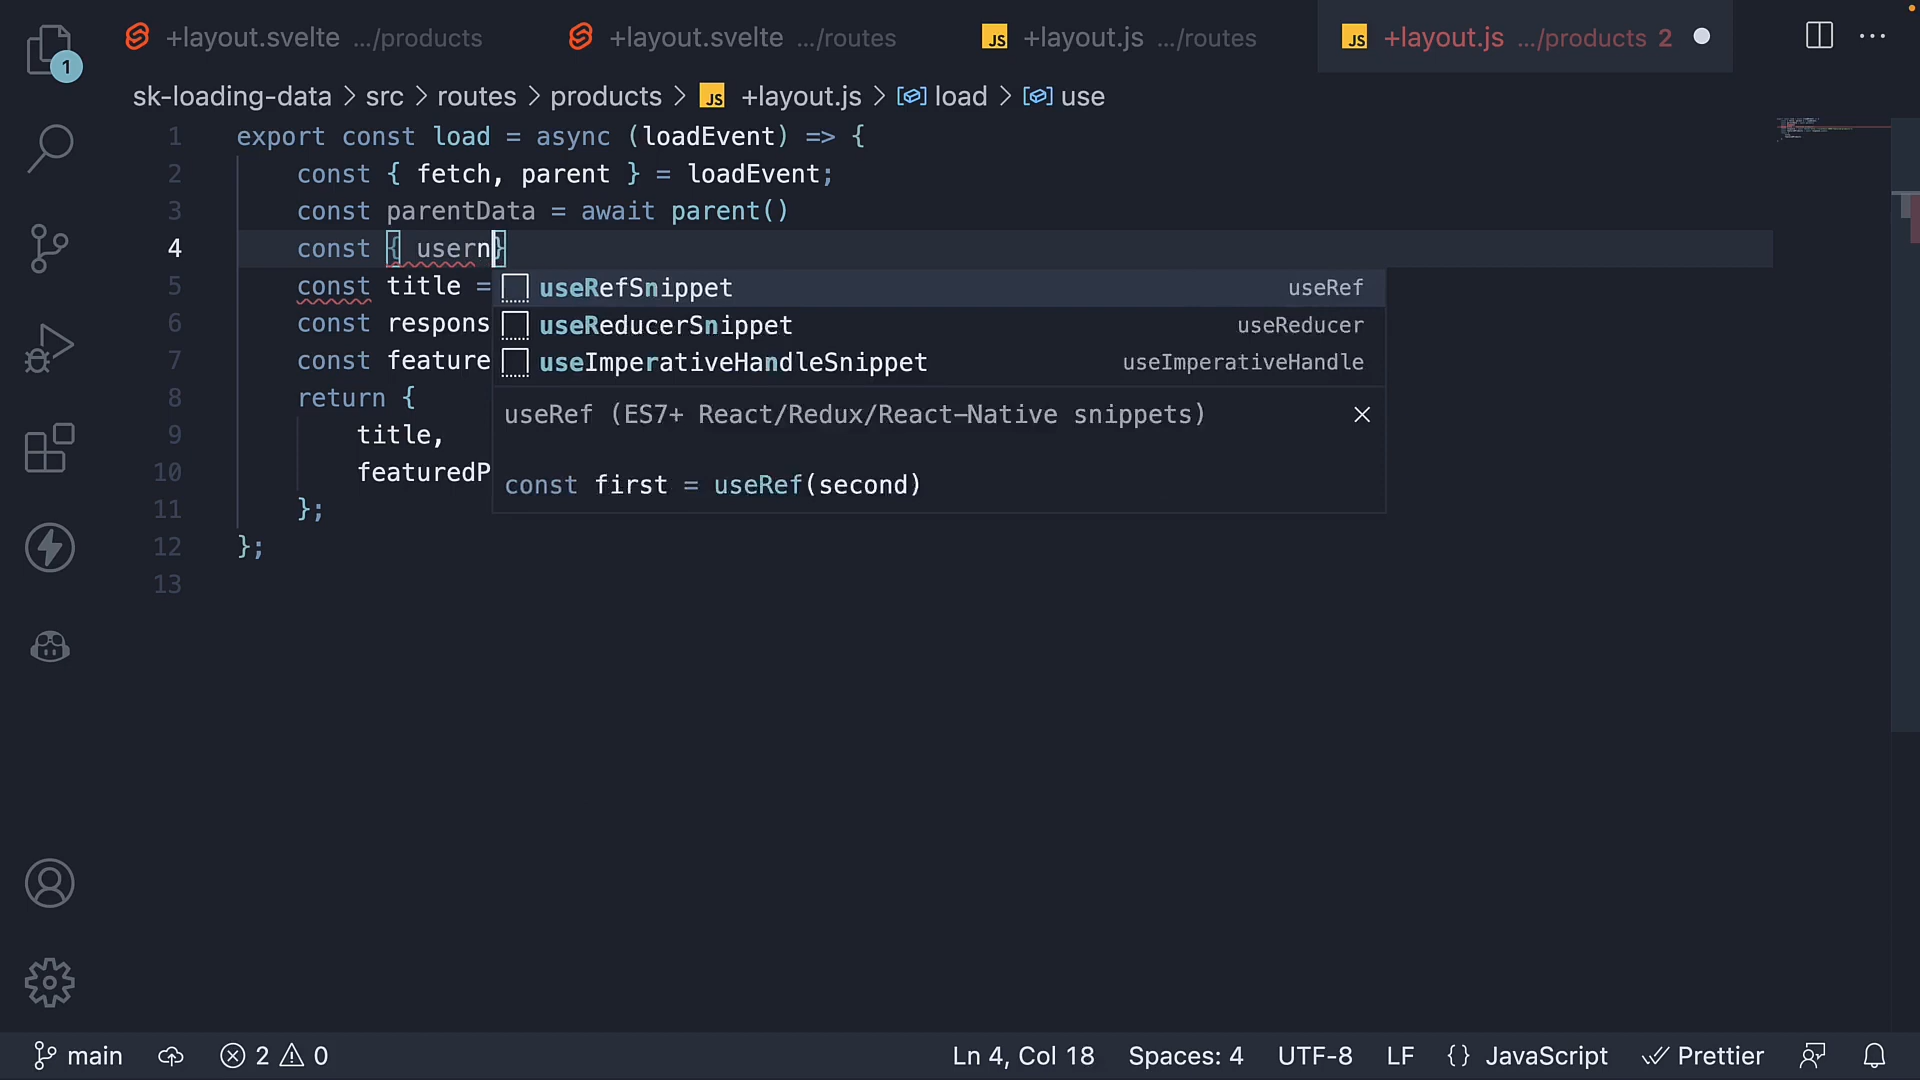 +layout.svelte .../products
+layout.svelte .../routes
JS +layout.js .../routes
JS +layout.js .../products 2
1
sk-loading-data > src > routes > products > JS +layout.js > load > use
1 export const load = async (loadEvent) => {
2 const { fetch, parent } = loadEvent;
3 const parentData = await parent()
4 const { usern}
5 const title =
6 const respons
7 const feature
8 return {
9 title,
10 featuredP
11 };
12 };
13
useRefSnippet useRef
useReducerSnippet useReducer
useImperativeHandleSnippet useImperativeHandle
useRef (ES7+ React/Redux/React-Native snippets)
const first = useRef(second)
main 2 0 Ln 4, Col 18 Spaces: 4 UTF-8 LF {} JavaScript Prettier